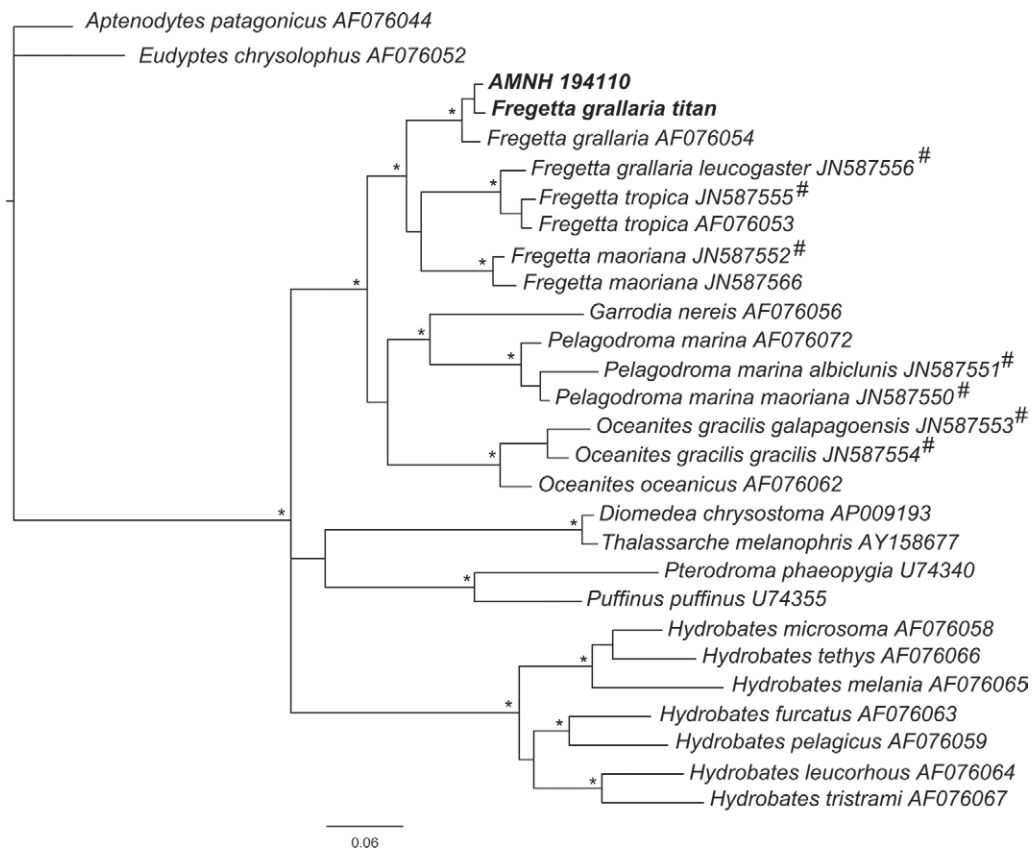 Aptenodytes patagonicus AF076044
Eudyptes chrysolophus AF076052
AMNH 194110
* Fregetta grallaria titan
Fregetta grallaria AF076054
* Fregetta grallaria leucogaster JN587556#
* Fregetta tropica JN587555#
Fregetta tropica AF076053
* Fregetta maoriana JN587552#
* Fregetta maoriana JN587566
Garrodia nereis AF076056
* Pelagodroma marina AF076072
* Pelagodroma marina albiclunis JN587551#
Pelagodroma marina maoriana JN587550#
Oceanites gracilis galapagoensis JN587553#
* Oceanites gracilis gracilis JN587554#
Oceanites oceanicus AF076062
* * Diomedea chrysostoma AP009193
Thalassarche melanophris AY158677
* Pterodroma phaeopygia U74340
Puffinus puffinus U74355
Hydrobates microsoma AF076058
* Hydrobates tethys AF076066
Hydrobates melania AF076065
* * Hydrobates furcatus AF076063
Hydrobates pelagicus AF076059
* Hydrobates leucorhous AF076064
Hydrobates tristrami AF076067
0.06